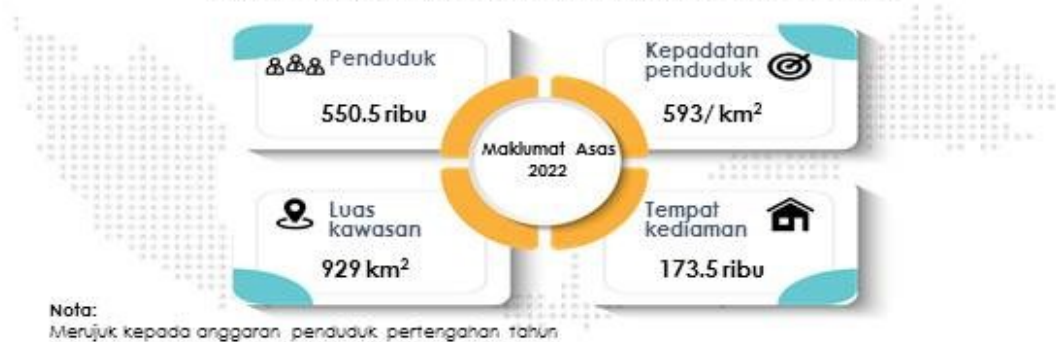 Penduduk
550.5 ribu
Kepadatan
penduduk
593/ km²
Maklumat Asas
2022
Luas
kawasan
929 km²
Tempat
kediaman
173.5 ribu
Nota:
Merujuk kepada anggaran penduduk pertengahan tahun